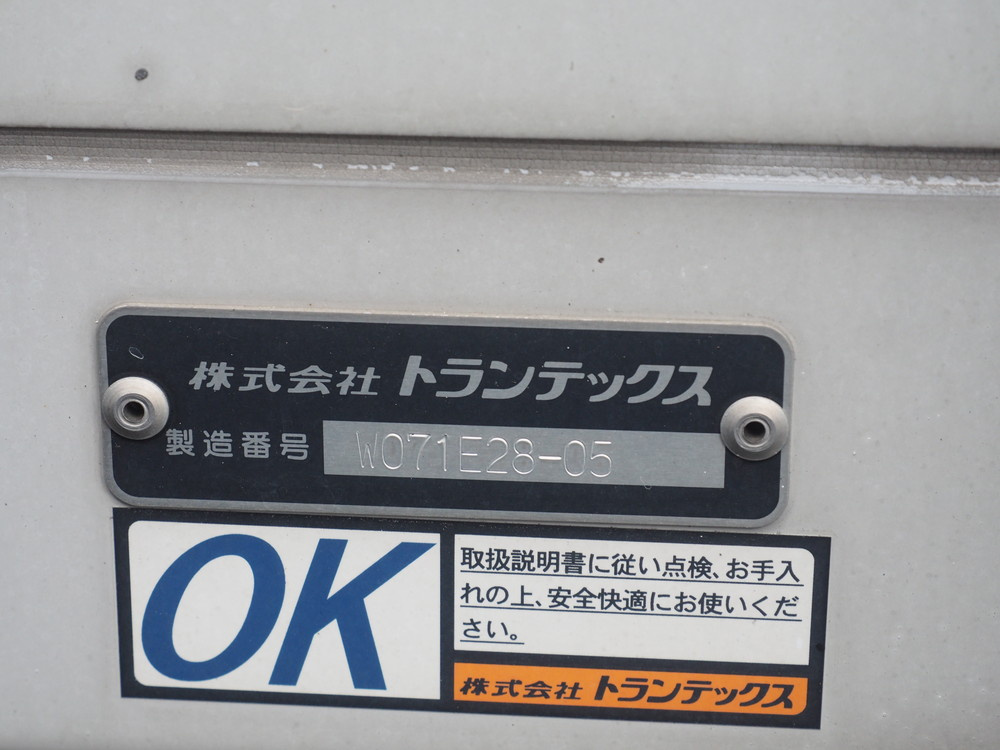 株式会社 トランテックス
製造番号 W071E28-05
OK
取扱説明書に従い点検、お手入
れの上、安全快適にお使いくだ
さい。
株式会社 トランテックス